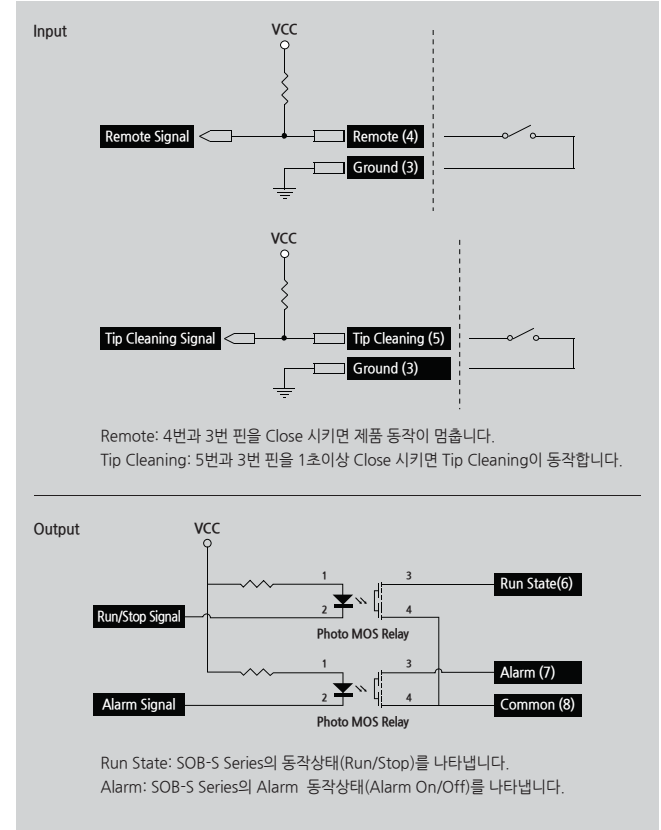 Input
VCC
Remote Signal
Remote (4)
Ground (3)
VCC
Tip Cleaning Signal
Tip Cleaning (5)
Ground (3)
Remote: 4번과 3번 핀을 Close 시키면 제품 동작이 멈춥니다.
Tip Cleaning: 5번과 3번 핀을 1초이상 Close 시키면 Tip Cleaning이 동작합니다.
Output
VCC
1
3
Run State(6)
Run/Stop Signal
2
4
Photo MOS Relay
1
3
Alarm (7)
Alarm Signal
2
4
Common (8)
Photo MOS Relay
Run State: SOB-S Series의 동작상태(Run/Stop)를 나타냅니다.
Alarm: SOB-S Series의 Alarm 동작상태(Alarm On/Off)를 나타냅니다.